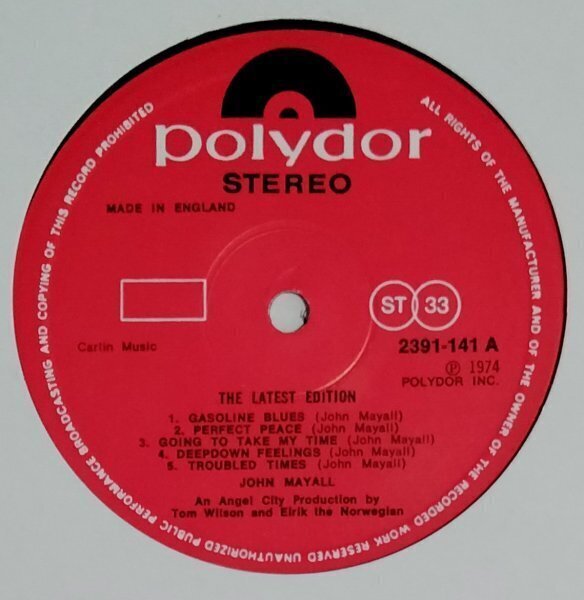 polydor
STEREO
MADE IN ENGLAND
ST 33
Carlin Music
2391-141 A
Ⓟ 1974
POLYDOR INC.
THE LATEST EDITION
1. GASOLINE BLUES (John Mayall)
2. PERFECT PEACE (John Mayall)
3. GOING TO TAKE MY TIME (John Mayall)
4. DEEPDOWN FEELINGS (John Mayall)
5. TROUBLED TIMES (John Mayall)
JOHN MAYALL
An Angel City Production by
Tom Wilson and Eirik the Norwegian
ALL RIGHTS OF THE MANUFACTURER AND OF THE OWNER OF THE RECORDED WORK RESERVED UNAUTHORIZED PUBLIC PERFORMANCE BROADCASTING AND COPYING OF THIS RECORD PROHIBITED